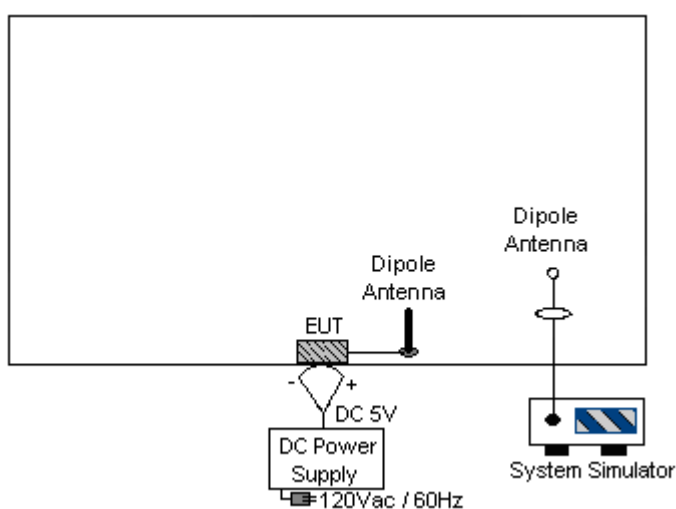 Dipole
Antenna
Dipole
Antenna
EUT
- +
DC 5V
DC Power
Supply
System Simulator
120Vac / 60Hz